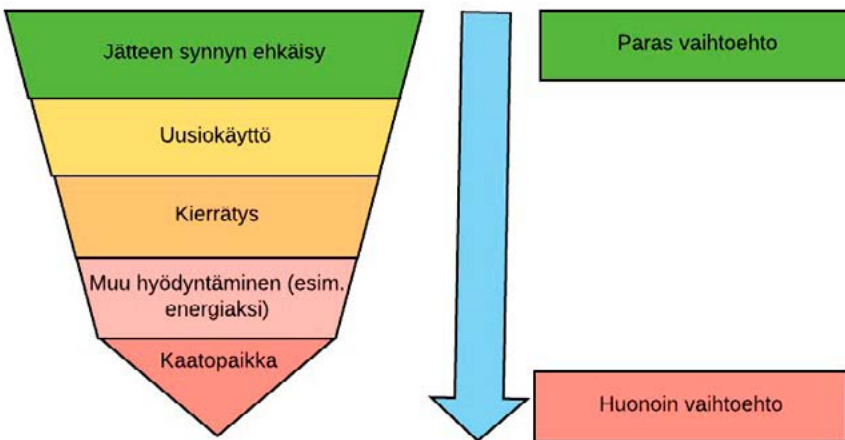 Jätteen synnyn ehkäisy
Paras vaihtoehto
Uusiokäyttö
Kierrätys
Muu hyödyntäminen (esim.
energiaksi)
Kaatopaikka
Huonoin vaihtoehto